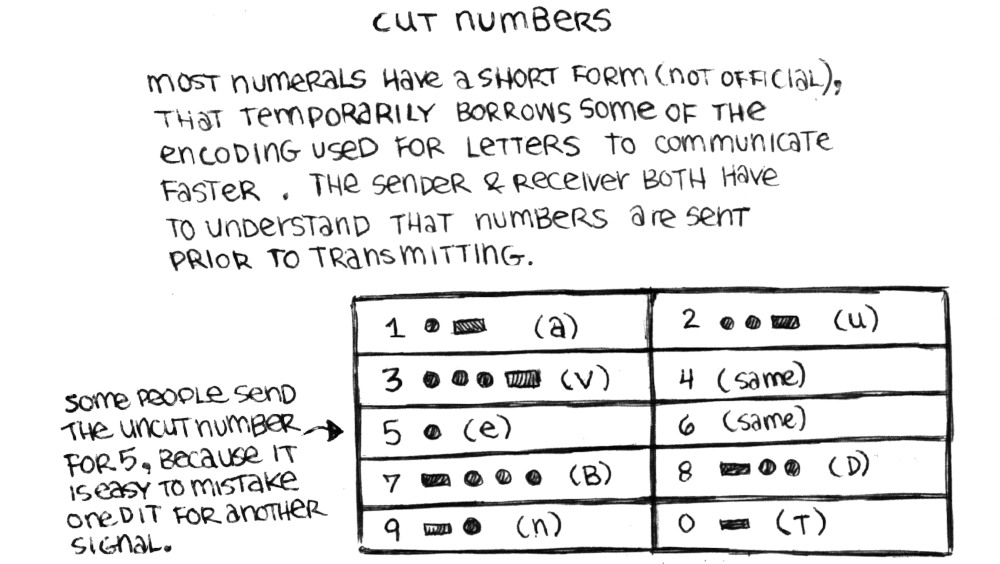 CUT NUMBERS
MOST NUMERALS HAVE A SHORT FORM (NOT OFFICIAL),
THAT TEMPORARILY BORROWS SOME OF THE
ENCODING USED FOR LETTERS TO COMMUNICATE
FASTER. THE SENDER & RECEIVER BOTH HAVE
TO UNDERSTAND THAT NUMBERS ARE SENT
PRIOR TO TRANSMITTING.
1 (a) 2 (u)
3 (v) 4 (same)
5 (e) 6 (same)
7 (B) 8 (D)
9 (n) 0 (T)
SOME PEOPLE SEND
THE UNCUT NUMBER
FOR 5, BECAUSE IT
IS EASY TO MISTAKE
ONE DIT FOR ANOTHER
SIGNAL.